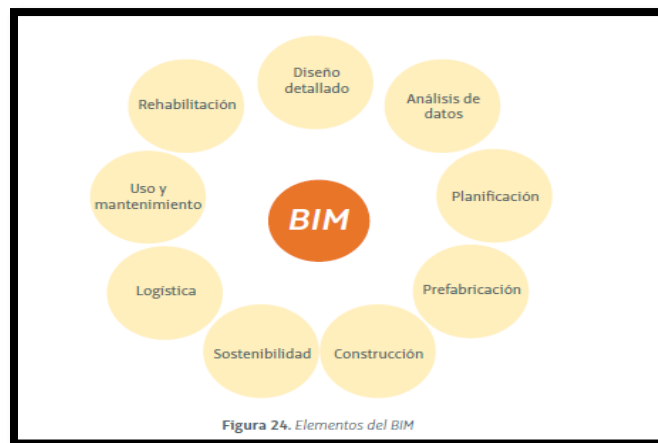 Diseño
detallado
Análisis de
datos
Planificación
Prefabricación
Construcción
Sostenibilidad
Logística
Uso y
mantenimiento
Rehabilitación
BIM
Figura 24. Elementos del BIM